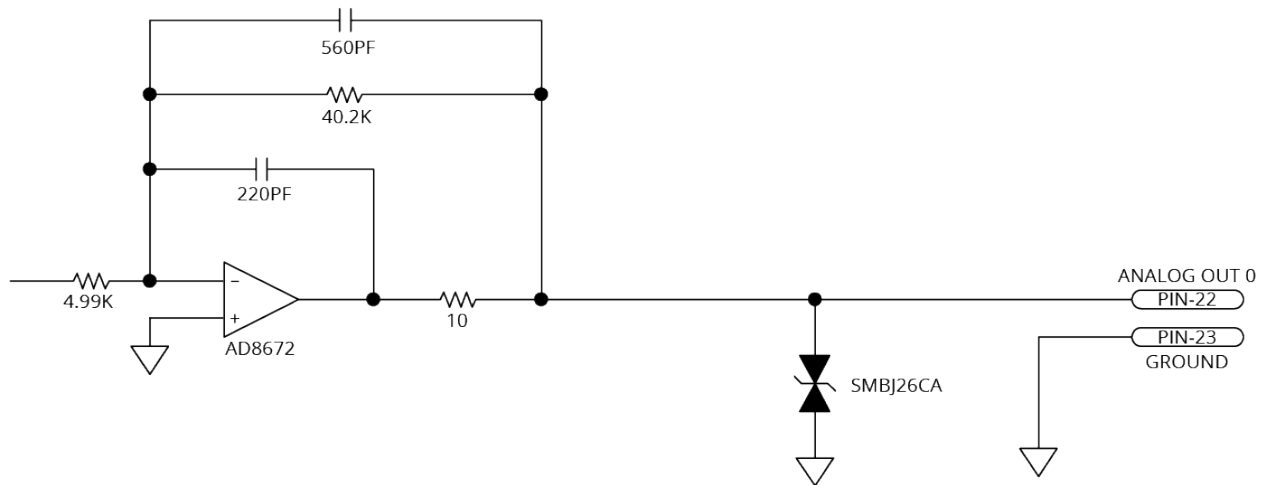 560PF
40.2K
220PF
4.99K
−
+
AD8672
10
ANALOG OUT 0
PIN-22
PIN-23
GROUND
SMBJ26CA